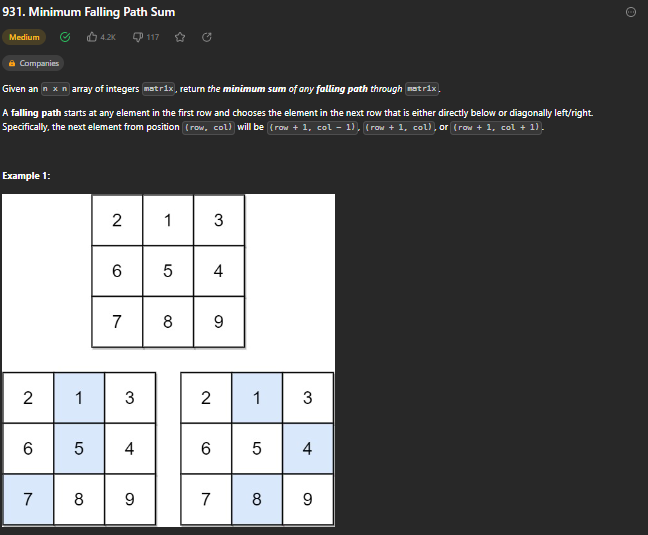 931. Minimum Falling Path Sum
Medium 4.2K 117
Companies
Given an n x n array of integers matrix, return the minimum sum of any falling path through matrix.
A falling path starts at any element in the first row and chooses the element in the next row that is either directly below or diagonally left/right.
Specifically, the next element from position (row, col) will be (row + 1, col - 1), (row + 1, col), or (row + 1, col + 1).
Example 1:
2 1 3
6 5 4
7 8 9
2 1 3 2 1 3
6 5 4 6 5 4
7 8 9 7 8 9